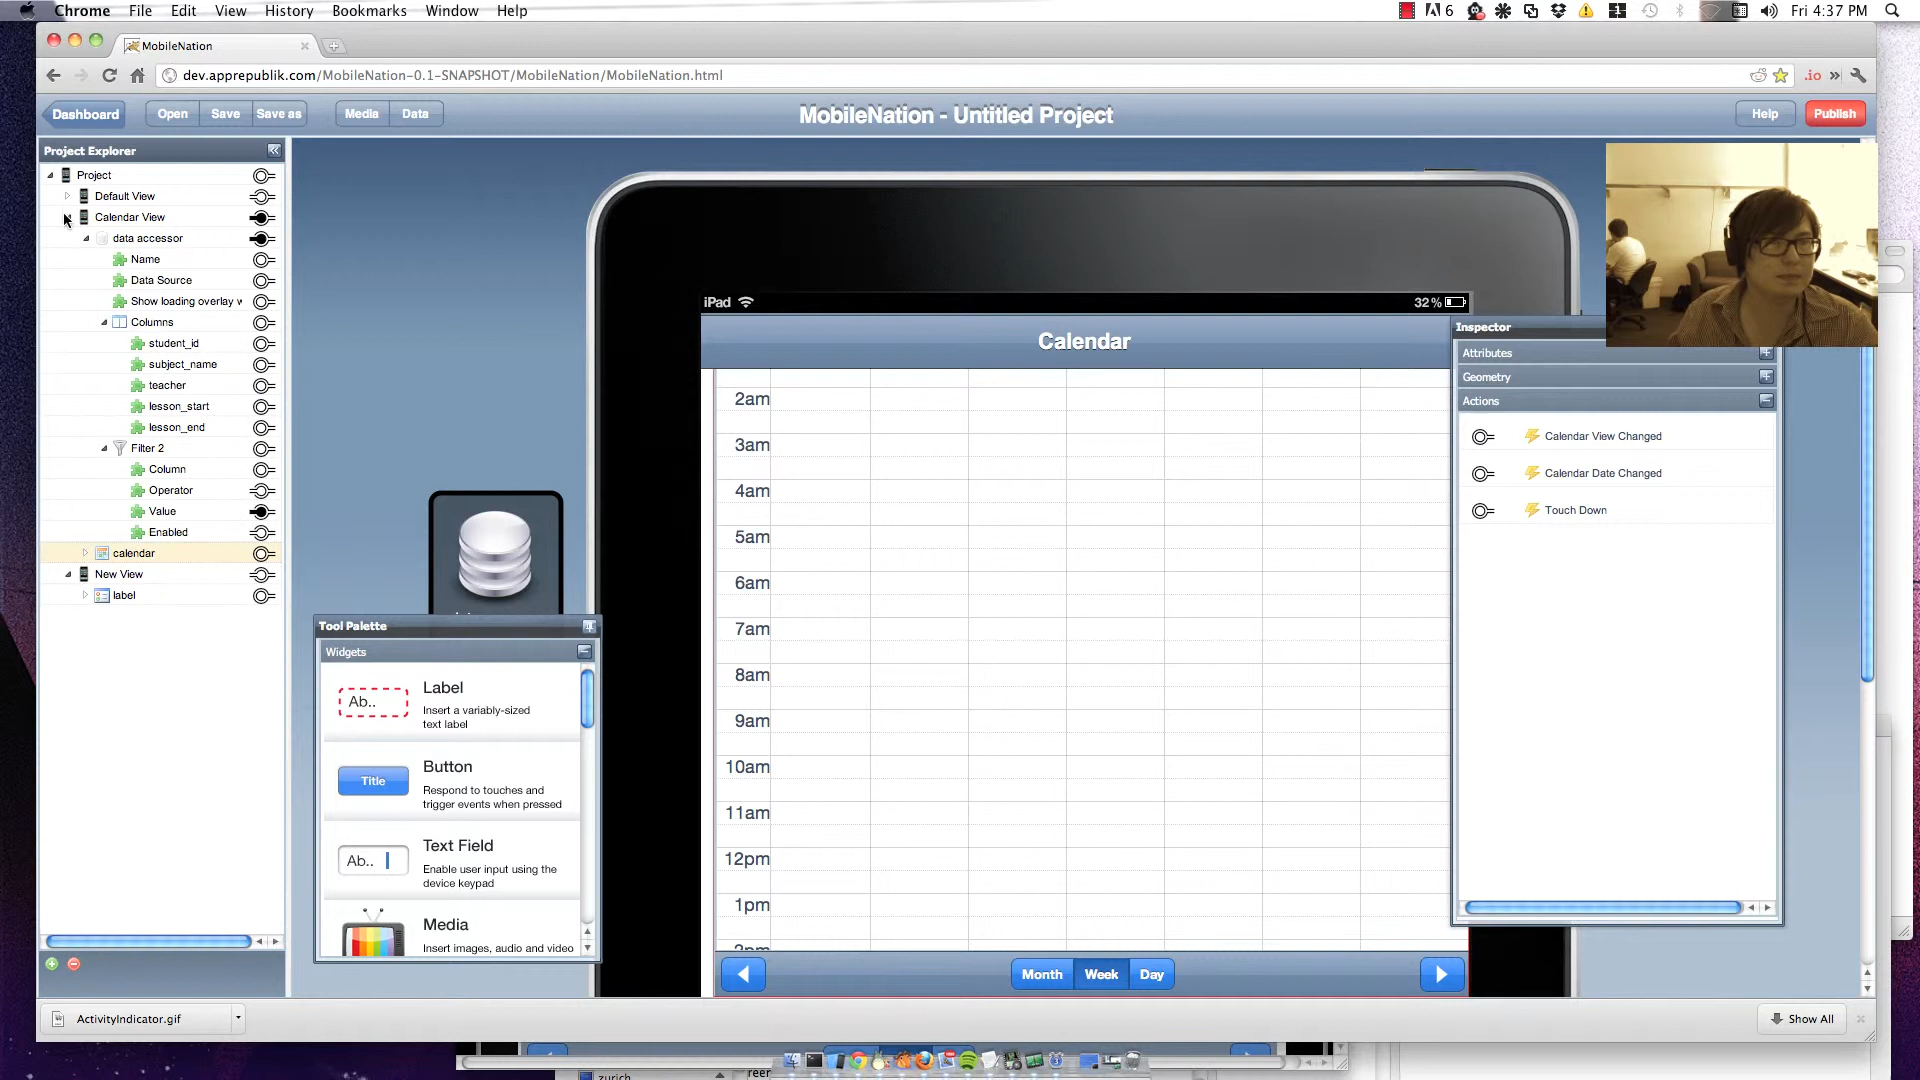 Chrome File Edit View History Bookmarks Window Help
6 Fri 4:37 PM
MobileNation
dev.apprepublik.com/MobileNation-0.1-SNAPSHOT/MobileNation/MobileNation.html
.io »
Dashboard Open Save Save as Media Data MobileNation - Untitled Project Help Publish
Project Explorer
Project
Default View
Calendar View
data accessor
Name
Data Source
Show loading overlay w
Columns
student_id
subject_name
teacher
lesson_start
lesson_end
Filter 2
Column
Operator
Value
Enabled
calendar
New View
label
Tool Palette
Widgets
Ab..
Label
Insert a variably-sized
text label
Title
Button
Respond to touches and
trigger events when pressed
Ab..
Text Field
Enable user input using the
device keypad
Media
Insert images, audio and video
iPad 32%
Calendar
2am
3am
4am
5am
6am
7am
8am
9am
10am
11am
12pm
1pm
2pm
Month Week Day
Inspector
Attributes
Geometry
Actions
Calendar View Changed
Calendar Date Changed
Touch Down
ActivityIndicator.gif
Show All
zurich